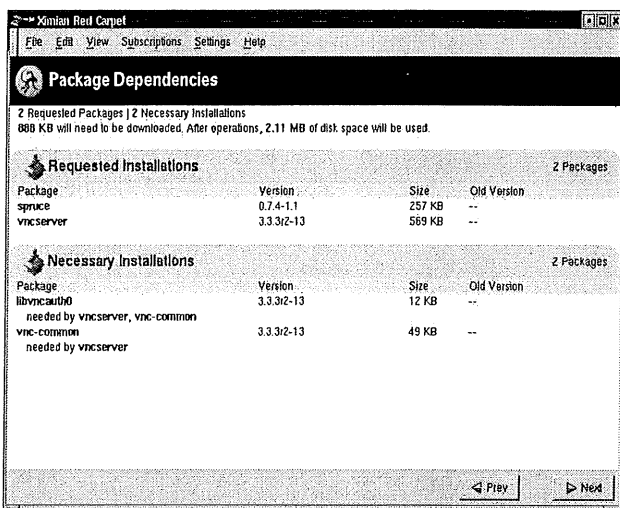 Ximian Red Carpet
File Edit View Subscriptions Settings Help
Package Dependencies
2 Requested Packages | 2 Necessary Installations
888 KB will need to be downloaded. After operations, 2.11 MB of disk space will be used.
Requested Installations 2 Packages
Package Version Size Old Version
spruce 0.7.4-1.1 257 KB --
vncserver 3.3.3r2-13 569 KB --
Necessary Installations 2 Packages
Package Version Size Old Version
libvncauth0 3.3.3r2-13 12 KB --
needed by vncserver, vnc-common
vnc-common 3.3.3r2-13 49 KB --
needed by vncserver
Prev Next